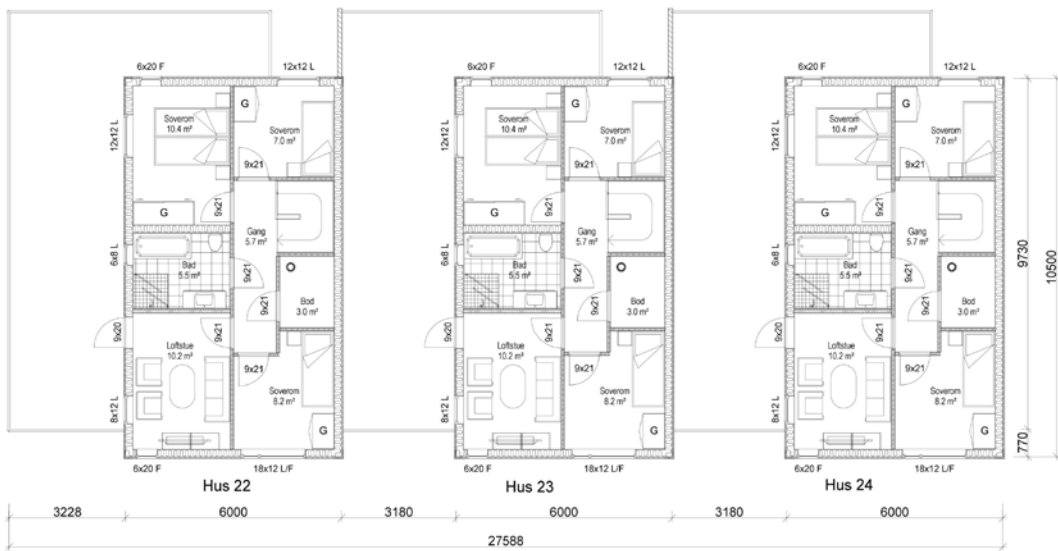 6x20 F
12x12 L
6x20 F
12x12 L
6x20 F
12x12 L
12x12 L
Soverom
10.4 m²
G
Soverom
7.0 m²
9x21
9x21
G
Gang
5.7 m²
6x8 L
Bad
5.5 m²
9x21
9x21
Bod
3.0 m²
9x20
9x21
Loftstue
10.2 m²
9x21
Soverom
8.2 m²
8x12 L
G
6x20 F
18x12 L/F
Hus 22
12x12 L
Soverom
10.4 m²
G
Soverom
7.0 m²
9x21
9x21
G
Gang
5.7 m²
6x8 L
Bad
5.5 m²
9x21
9x21
Bod
3.0 m²
9x20
9x21
Loftstue
10.2 m²
9x21
Soverom
8.2 m²
8x12 L
G
6x20 F
18x12 L/F
Hus 23
12x12 L
Soverom
10.4 m²
G
Soverom
7.0 m²
9x21
9x21
G
Gang
5.7 m²
6x8 L
Bad
5.5 m²
9x21
9x21
Bod
3.0 m²
9x20
9x21
Loftstue
10.2 m²
9x21
Soverom
8.2 m²
8x12 L
G
6x20 F
18x12 L/F
Hus 24
9730
10500
770
3228
6000
3180
6000
3180
6000
27588